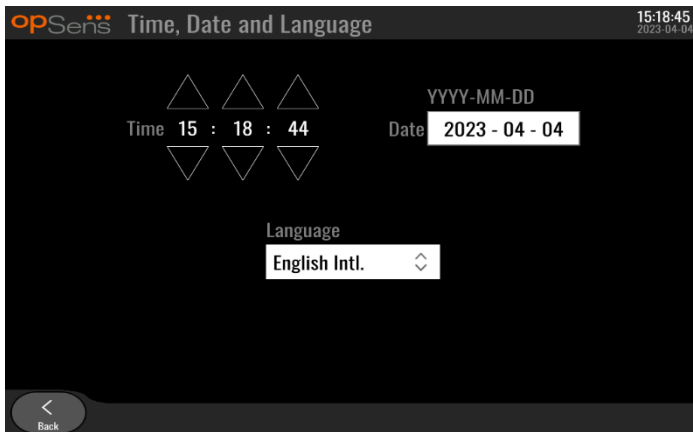 opSens Time, Date and Language 15:18:45
2023-04-04
YYYY-MM-DD
Time 15 : 18 : 44 Date 2023 - 04 - 04
Language
English Intl.
Back